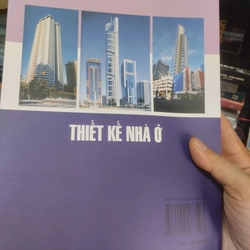 THIẾT KẾ NHÀ Ở